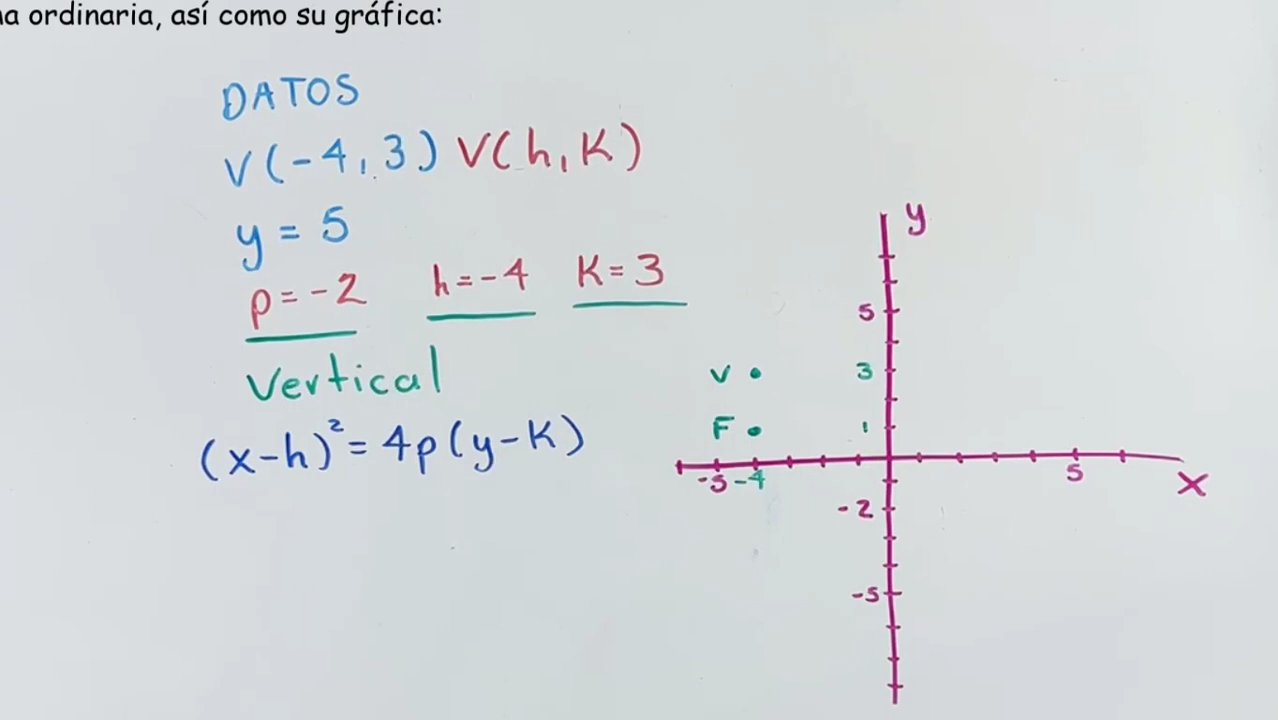 a ordinaria, así como su gráfica:
DATOS
V(-4,3) V(h,K)
y = 5
p = -2 h = -4 K = 3
Vertical
(x-h)² = 4p(y-K)
y
5
V 3
F 1
-5 -4 5 x
-2
-5